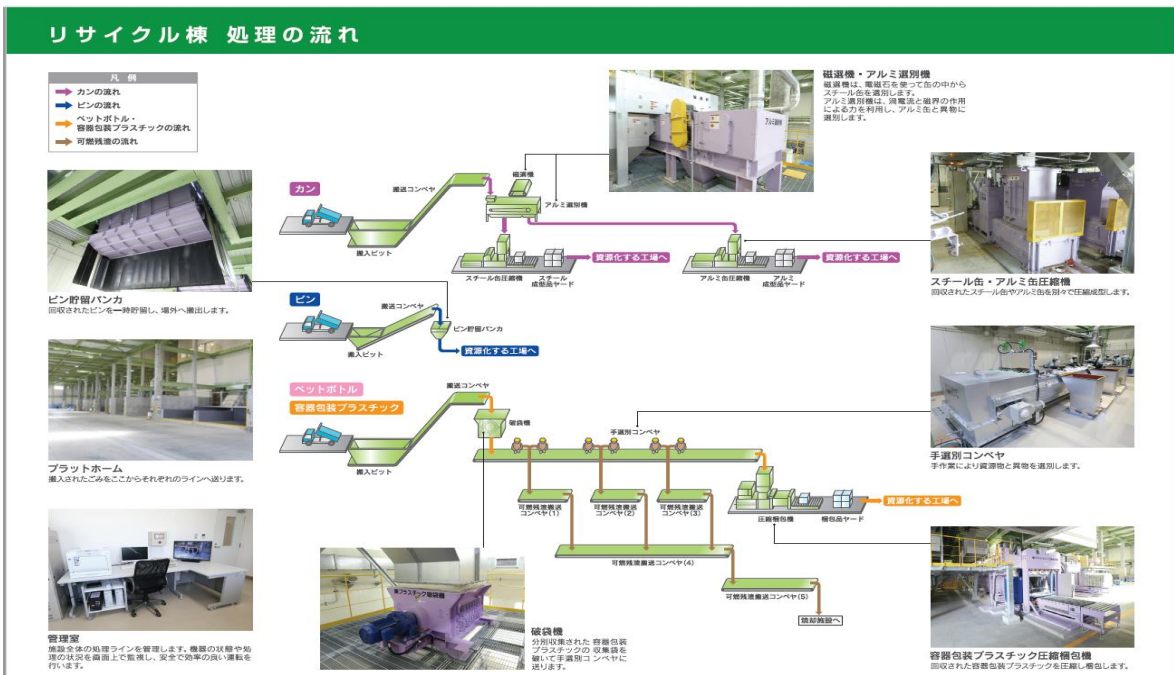 リサイクル棟 処理の流れ
凡例
カンの流れ
ビンの流れ
ペットボトル・
容器包装プラスチックの流れ
可燃残渣の流れ
磁選機・アルミ選別機
磁選機は、電磁石を使って缶の中から
スチール缶を選別します。
アルミ選別機は、渦電流と磁界の作用
による力を利用し、アルミ缶と異物に
選別します。
アルミ選別機
カン
搬送コンベヤ
磁選機
アルミ選別機
搬入ピット
スチール缶圧縮機
スチール
成型品ヤード
資源化する工場へ
アルミ缶圧縮機
アルミ
成型品ヤード
資源化する工場へ
スチール缶・アルミ缶圧縮機
回収されたスチール缶やアルミ缶を別々で圧縮成型します。
ビン貯留バンカ
回収されたビンを一時貯留し、場外へ搬出します。
ビン
搬送コンベヤ
搬入ピット
ビン貯留バンカ
資源化する工場へ
ペットボトル
容器包装プラスチック
搬送コンベヤ
破袋機
手選別コンベヤ
搬入ピット
可燃残渣搬送
コンベヤ(1)
可燃残渣搬送
コンベヤ(2)
可燃残渣搬送
コンベヤ(3)
圧縮梱包機
梱包品ヤード
資源化する工場へ
可燃残渣搬送コンベヤ(4)
可燃残渣搬送コンベヤ(5)
焼却施設へ
プラットホーム
搬入されたごみをここからそれぞれのラインへ送ります。
手選別コンベヤ
手作業により資源物と異物を選別します。
管理室
施設全体の処理ラインを管理します。機器の状態や処
理の状況を画面上で監視し、安全で効率の良い運転を
行います。
廃プラスチック破袋機
破袋機
分別収集された 容器包装
プラスチックの 収集袋を
破いて手選別コンベヤに
送ります。
容器包装プラスチック圧縮梱包機
回収された容器包装プラスチックを圧縮し梱包します。